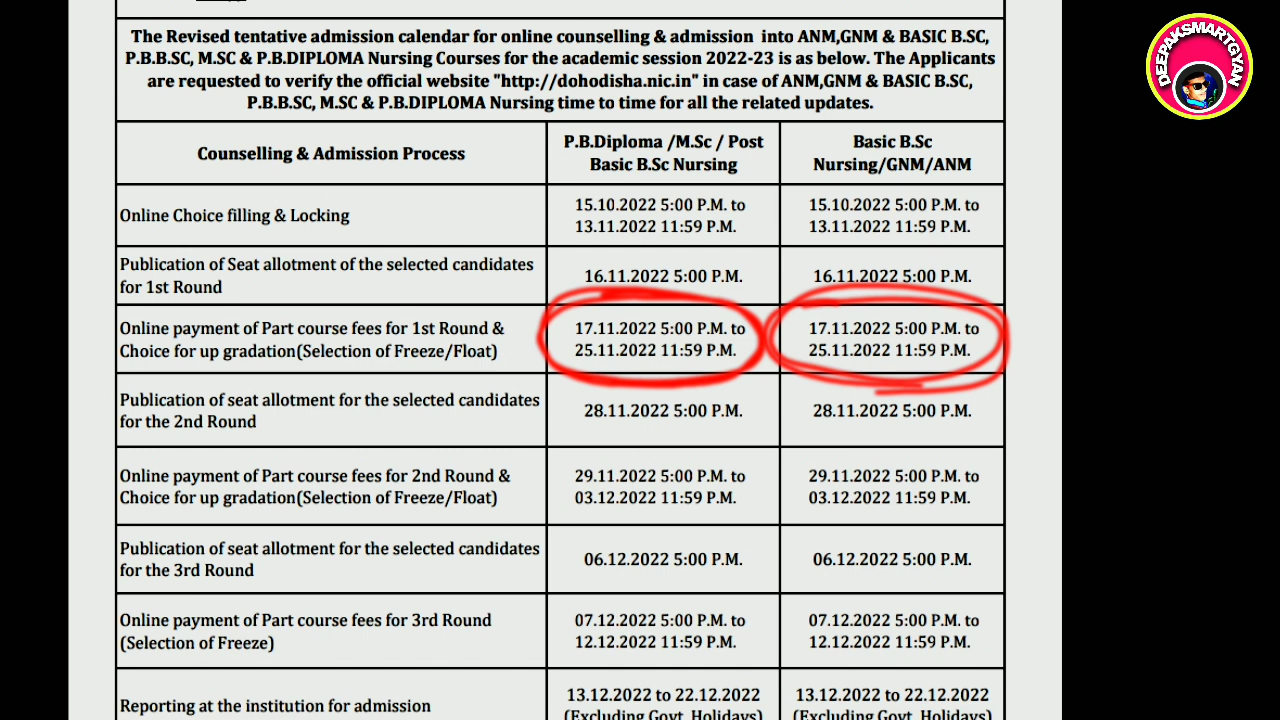 The Revised tentative admission calendar for online counselling & admission into ANM,GNM & BASIC B.SC,
P.B.B.SC, M.SC & P.B.DIPLOMA Nursing Courses for the academic session 2022-23 is as below. The Applicants
are requested to verify the official website "http://dohodisha.nic.in" in case of ANM,GNM & BASIC B.SC,
P.B.B.SC, M.SC & P.B.DIPLOMA Nursing time to time for all the related updates.
Counselling & Admission Process
P.B.Diploma /M.Sc / Post
Basic B.Sc Nursing
Basic B.Sc
Nursing/GNM/ANM
Online Choice filling & Locking
15.10.2022 5:00 P.M. to
13.11.2022 11:59 P.M.
15.10.2022 5:00 P.M. to
13.11.2022 11:59 P.M.
Publication of Seat allotment of the selected candidates
for 1st Round
16.11.2022 5:00 P.M.
16.11.2022 5:00 P.M.
Online payment of Part course fees for 1st Round &
Choice for up gradation(Selection of Freeze/Float)
17.11.2022 5:00 P.M. to
25.11.2022 11:59 P.M.
17.11.2022 5:00 P.M. to
25.11.2022 11:59 P.M.
Publication of seat allotment for the selected candidates
for the 2nd Round
28.11.2022 5:00 P.M.
28.11.2022 5:00 P.M.
Online payment of Part course fees for 2nd Round &
Choice for up gradation(Selection of Freeze/Float)
29.11.2022 5:00 P.M. to
03.12.2022 11:59 P.M.
29.11.2022 5:00 P.M. to
03.12.2022 11:59 P.M.
Publication of seat allotment for the selected candidates
for the 3rd Round
06.12.2022 5:00 P.M.
06.12.2022 5:00 P.M.
Online payment of Part course fees for 3rd Round
(Selection of Freeze)
07.12.2022 5:00 P.M. to
12.12.2022 11:59 P.M.
07.12.2022 5:00 P.M. to
12.12.2022 11:59 P.M.
Reporting at the institution for admission
13.12.2022 to 22.12.2022
(Excluding Govt. Holidays)
13.12.2022 to 22.12.2022
(Excluding Govt. Holidays)
DEEPAKSMARTGYAN